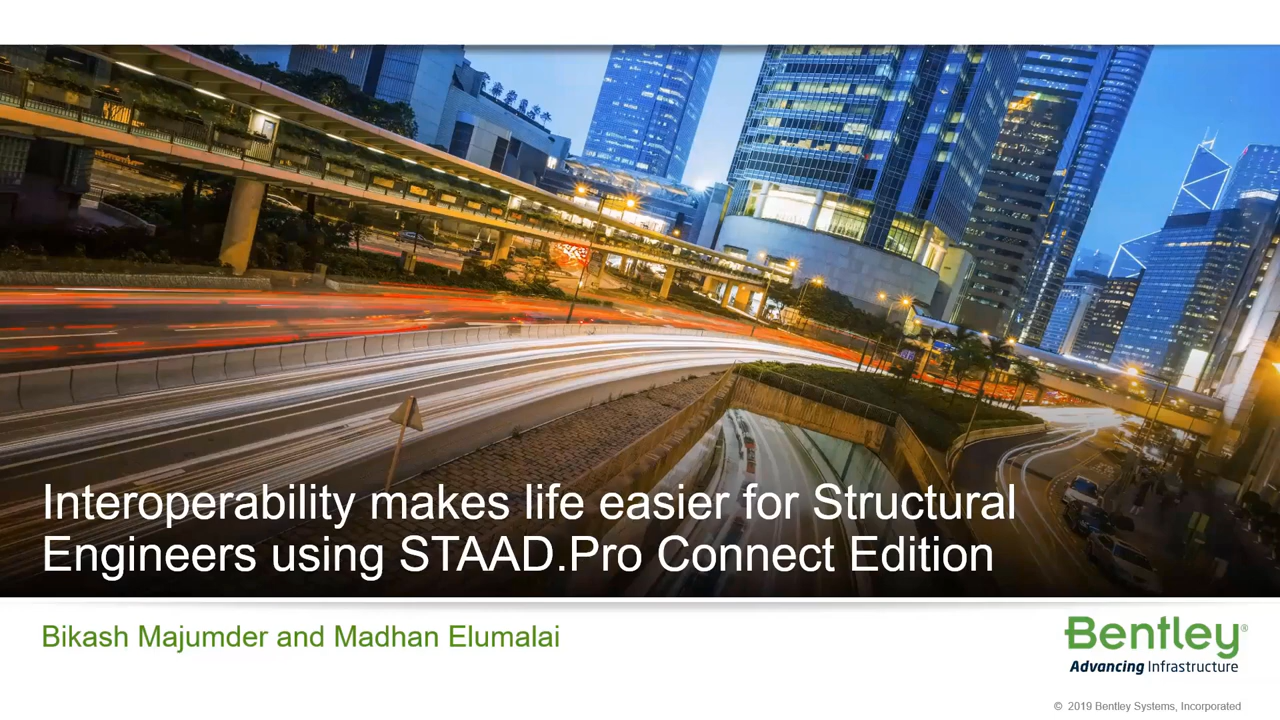 Interoperability makes life easier for Structural
Engineers using STAAD.Pro Connect Edition
Bikash Majumder and Madhan Elumalai
Bentley®
Advancing Infrastructure
© 2019 Bentley Systems, Incorporated